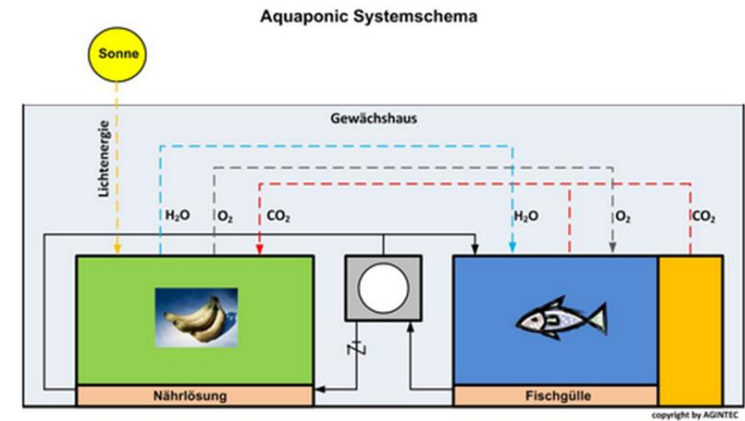 Aquaponic Systemschema
Sonne
Gewächshaus
Lichtenergie
H₂O
O₂
CO₂
H₂O
O₂
CO₂
Nährlösung
Fischgülle
copyright by AGINTEC